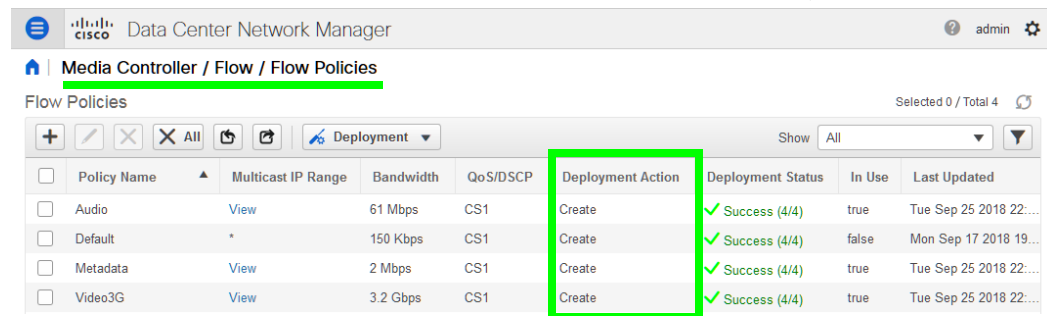 cisco Data Center Network Manager admin
Media Controller / Flow / Flow Policies
Flow Policies Selected 0 / Total 4
All Deployment Show All
Policy Name Multicast IP Range Bandwidth QoS/DSCP Deployment Action Deployment Status In Use Last Updated
Audio View 61 Mbps CS1 Create Success (4/4) true Tue Sep 25 2018 22:...
Default * 150 Kbps CS1 Create Success (4/4) false Mon Sep 17 2018 19...
Metadata View 2 Mbps CS1 Create Success (4/4) true Tue Sep 25 2018 22:...
Video3G View 3.2 Gbps CS1 Create Success (4/4) true Tue Sep 25 2018 22:...